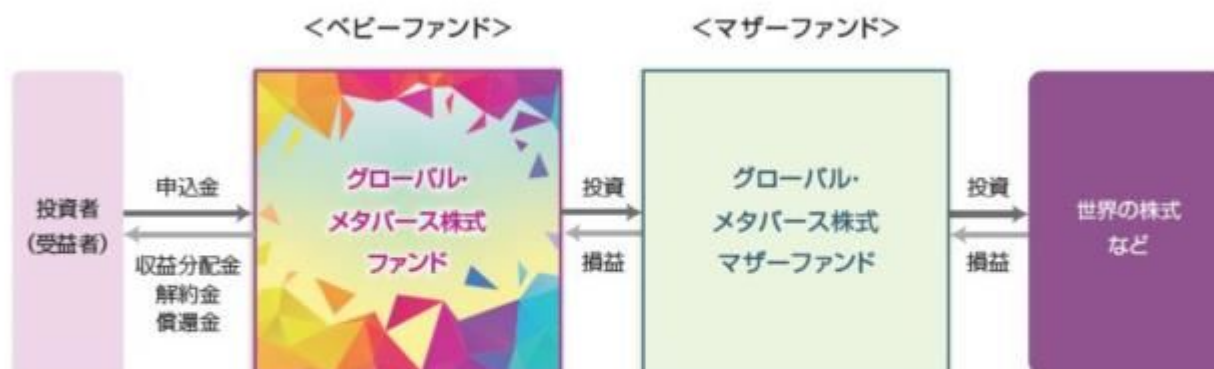 ＜ベビーファンド＞
＜マザーファンド＞
投資者
（受益者）
申込金
収益分配金
解約金
償還金
グローバル・
メタバース株式
ファンド
投資
損益
グローバル・
メタバース株式
マザーファンド
投資
損益
世界の株式
など